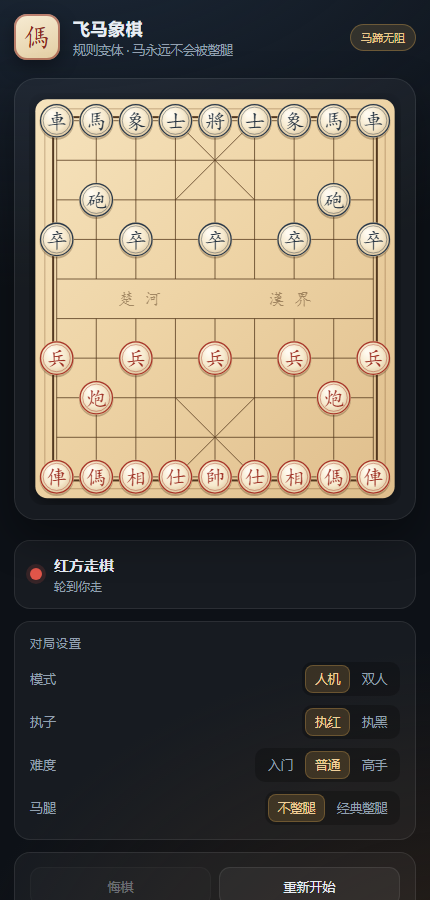 傌
飞马象棋
规则变体 · 马永远不会被蹩腿
马蹄无阻
車 馬 象 士 將 士 象 馬 車
砲 砲
卒 卒 卒 卒 卒
楚 河 漢 界
兵 兵 兵 兵 兵
炮 炮
俥 傌 相 仕 帥 仕 相 傌 俥
红方走棋
轮到你走
对局设置
模式 人机 双人
执子 执红 执黑
难度 入门 普通 高手
马腿 不蹩腿 经典蹩腿
悔棋 重新开始